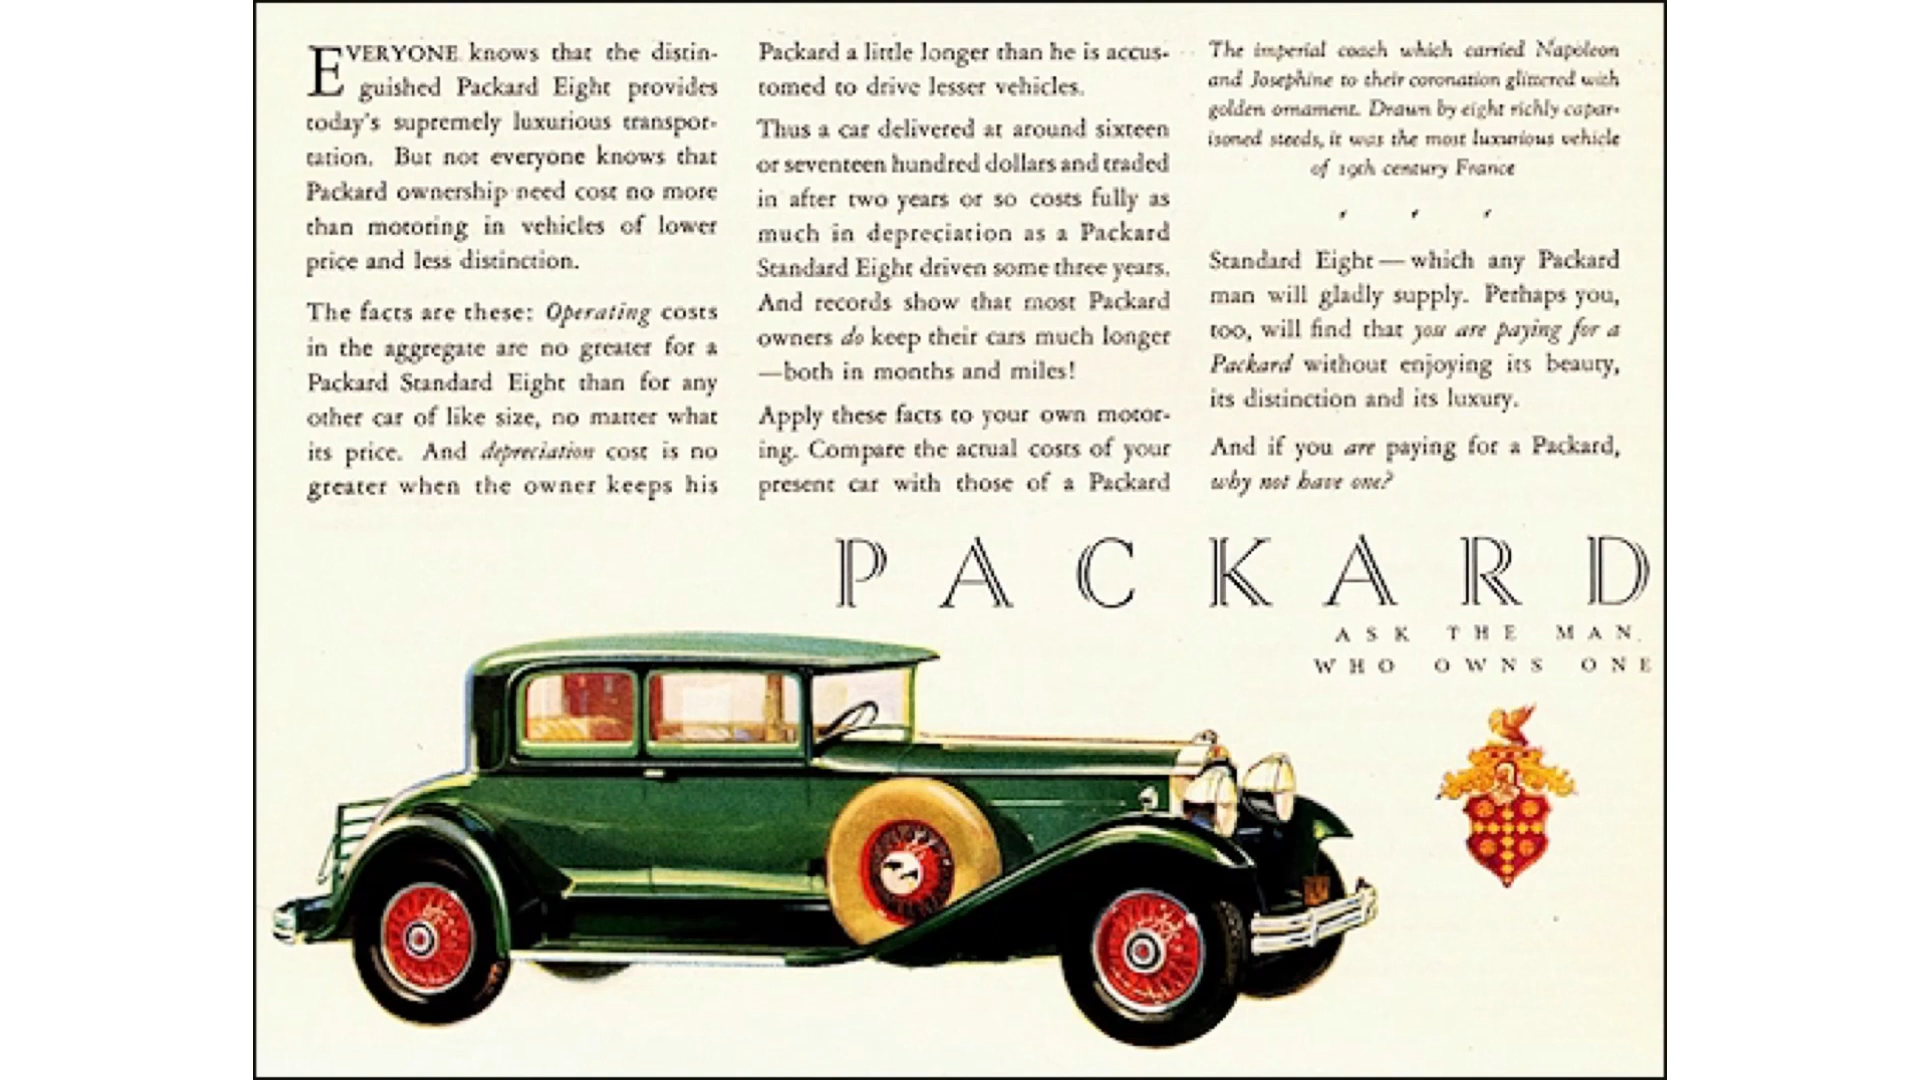 EVERYONE knows that the distin-
guished Packard Eight provides
today's supremely luxurious transpor-
tation. But not everyone knows that
Packard ownership need cost no more
than motoring in vehicles of lower
price and less distinction.
The facts are these: Operating costs
in the aggregate are no greater for a
Packard Standard Eight than for any
other car of like size, no matter what
its price. And depreciation cost is no
greater when the owner keeps his
Packard a little longer than he is accus-
tomed to drive lesser vehicles.
Thus a car delivered at around sixteen
or seventeen hundred dollars and traded
in after two years or so costs fully as
much in depreciation as a Packard
Standard Eight driven some three years.
And records show that most Packard
owners do keep their cars much longer
—both in months and miles!
Apply these facts to your own motor-
ing. Compare the actual costs of your
present car with those of a Packard
The imperial coach which carried Napoleon
and Josephine to their coronation glittered with
golden ornament. Drawn by eight richly capar-
isoned steeds, it was the most luxurious vehicle
of 19th century France
Standard Eight — which any Packard
man will gladly supply. Perhaps you,
too, will find that you are paying for a
Packard without enjoying its beauty,
its distinction and its luxury.
And if you are paying for a Packard,
why not have one?
PACKARD
ASK THE MAN
WHO OWNS ONE